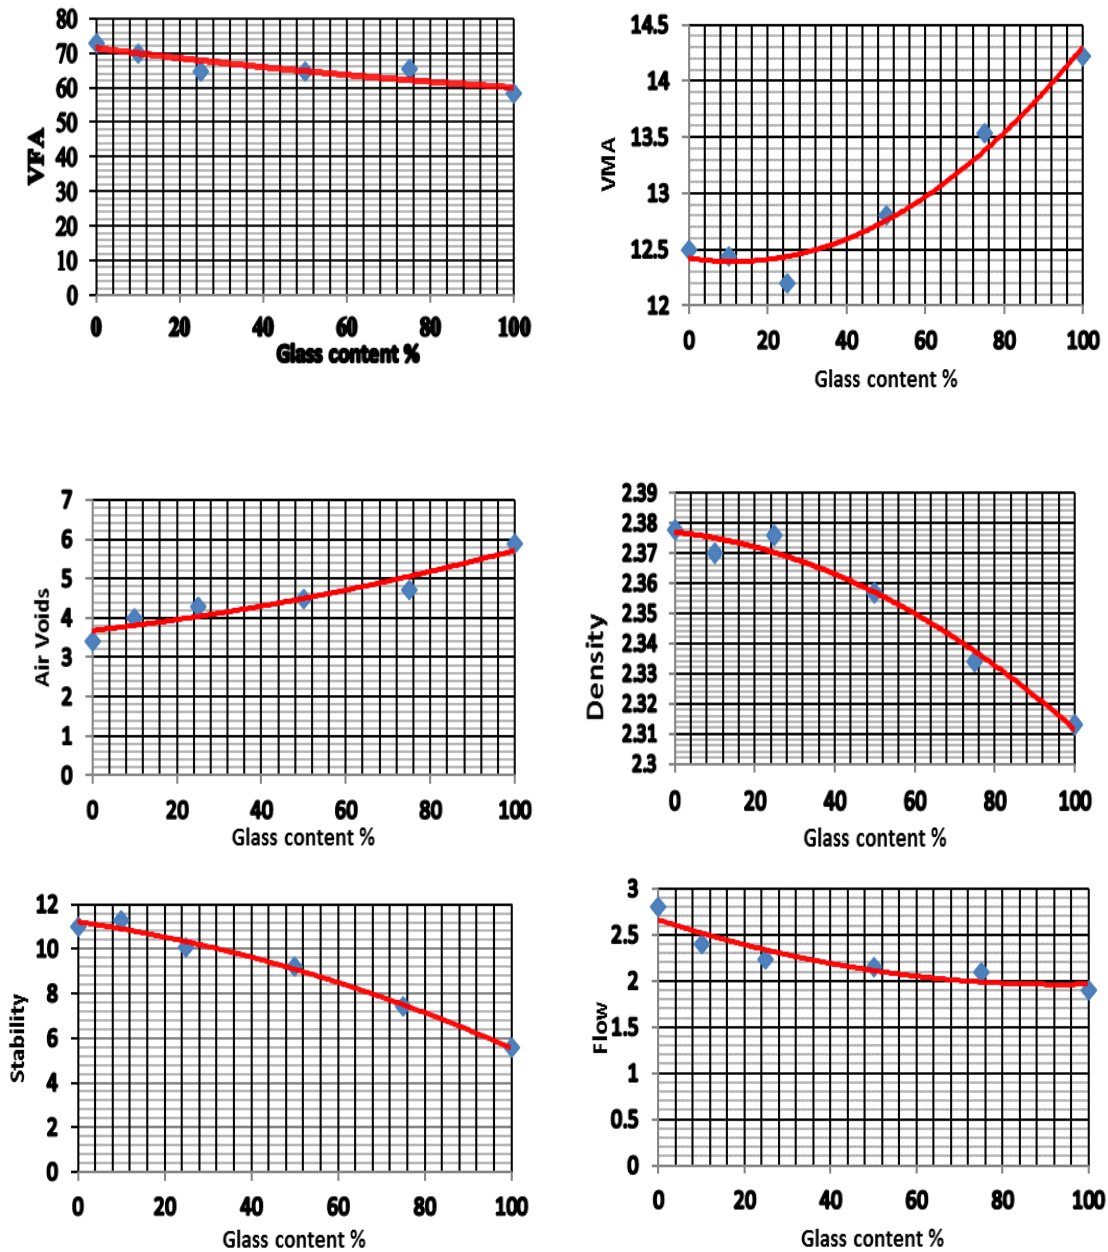 80
70
60
50
40
30
20
10
0
VFA
0 20 40 60 80 100
Glass content %
14.5
14
13.5
13
12.5
12
VMA
0 20 40 60 80 100
Glass content %
7
6
5
4
3
2
1
0
Air Voids
0 20 40 60 80 100
Glass content %
2.39
2.38
2.37
2.36
2.35
2.34
2.33
2.32
2.31
2.3
Density
0 20 40 60 80 100
Glass content %
12
10
8
6
4
2
0
Stability
0 20 40 60 80 100
Glass content %
3
2.5
2
1.5
1
0.5
0
Flow
0 20 40 60 80 100
Glass content %